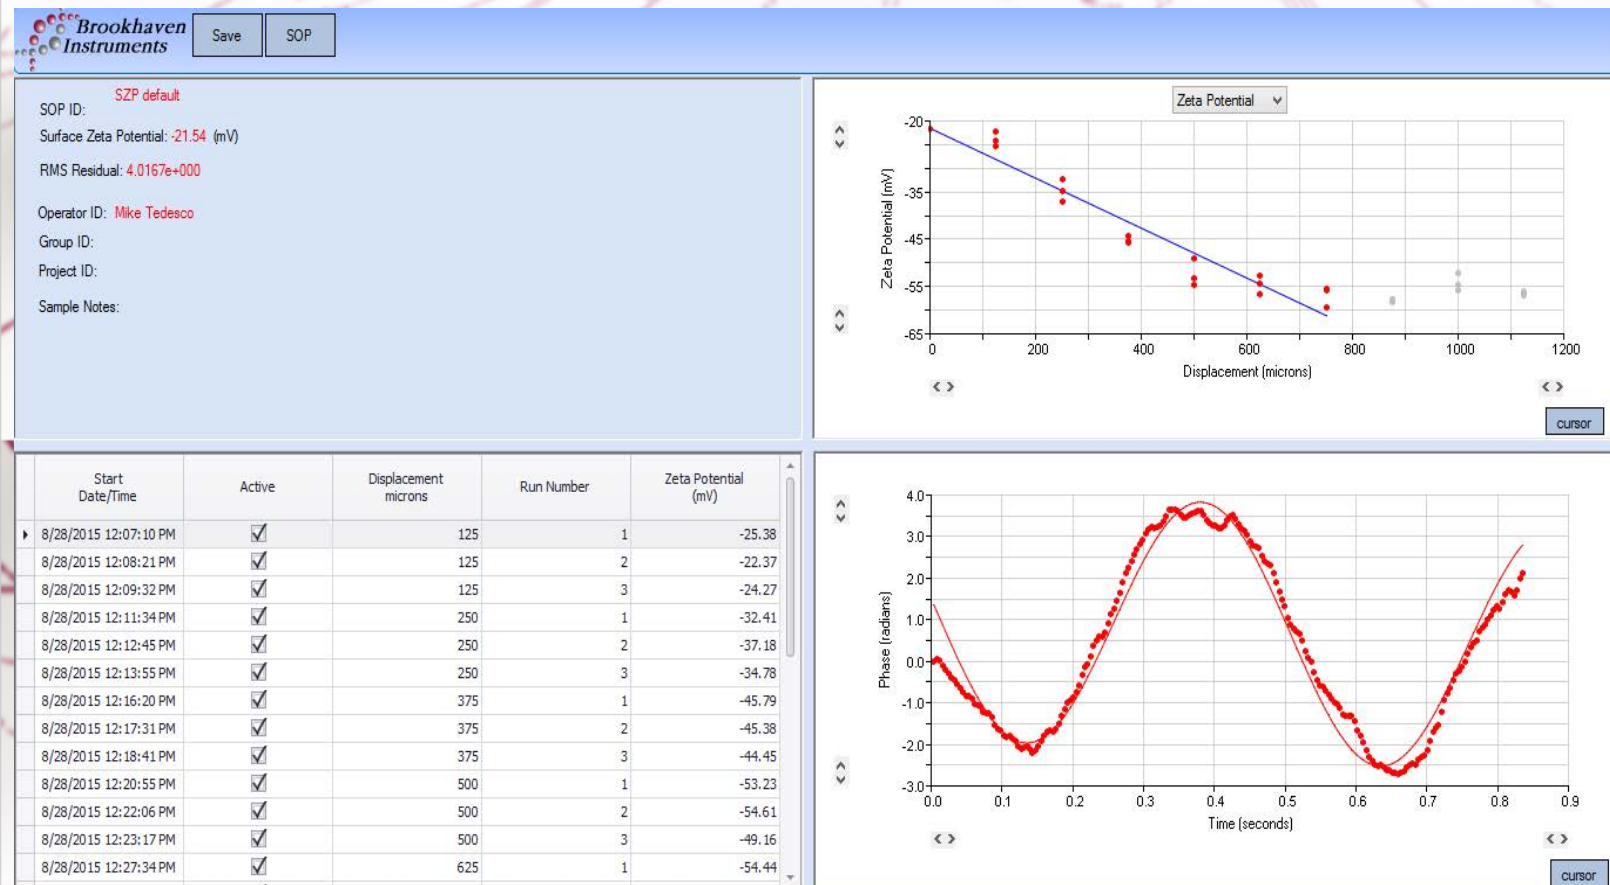 Brookhaven
Instruments
Save
SOP
SZP default
SOP ID:
Surface Zeta Potential: -21.54 (mV)
RMS Residual: 4.0167e+000
Operator ID: Mike Tedesco
Group ID:
Project ID:
Sample Notes:
Zeta Potential
Zeta Potential (mV)
-20
-35
-45
-55
-65
0 200 400 600 800 1000 1200
Displacement (microns)
cursor
Start Displacement Zeta Potential
Date/Time Active microns Run Number (mV)
8/28/2015 12:07:10 PM 125 1 -25.38
8/28/2015 12:08:21 PM 125 2 -22.37
8/28/2015 12:09:32 PM 125 3 -24.27
8/28/2015 12:11:34 PM 250 1 -32.41
8/28/2015 12:12:45 PM 250 2 -37.18
8/28/2015 12:13:55 PM 250 3 -34.78
8/28/2015 12:16:20 PM 375 1 -45.79
8/28/2015 12:17:31 PM 375 2 -45.38
8/28/2015 12:18:41 PM 375 3 -44.45
8/28/2015 12:20:55 PM 500 1 -53.23
8/28/2015 12:22:06 PM 500 2 -54.61
8/28/2015 12:23:17 PM 500 3 -49.16
8/28/2015 12:27:34 PM 625 1 -54.44
Phase (radians)
4.0
3.0
2.0
1.0
0.0
-1.0
-2.0
-3.0
0.0 0.1 0.2 0.3 0.4 0.5 0.6 0.7 0.8 0.9
Time (seconds)
cursor